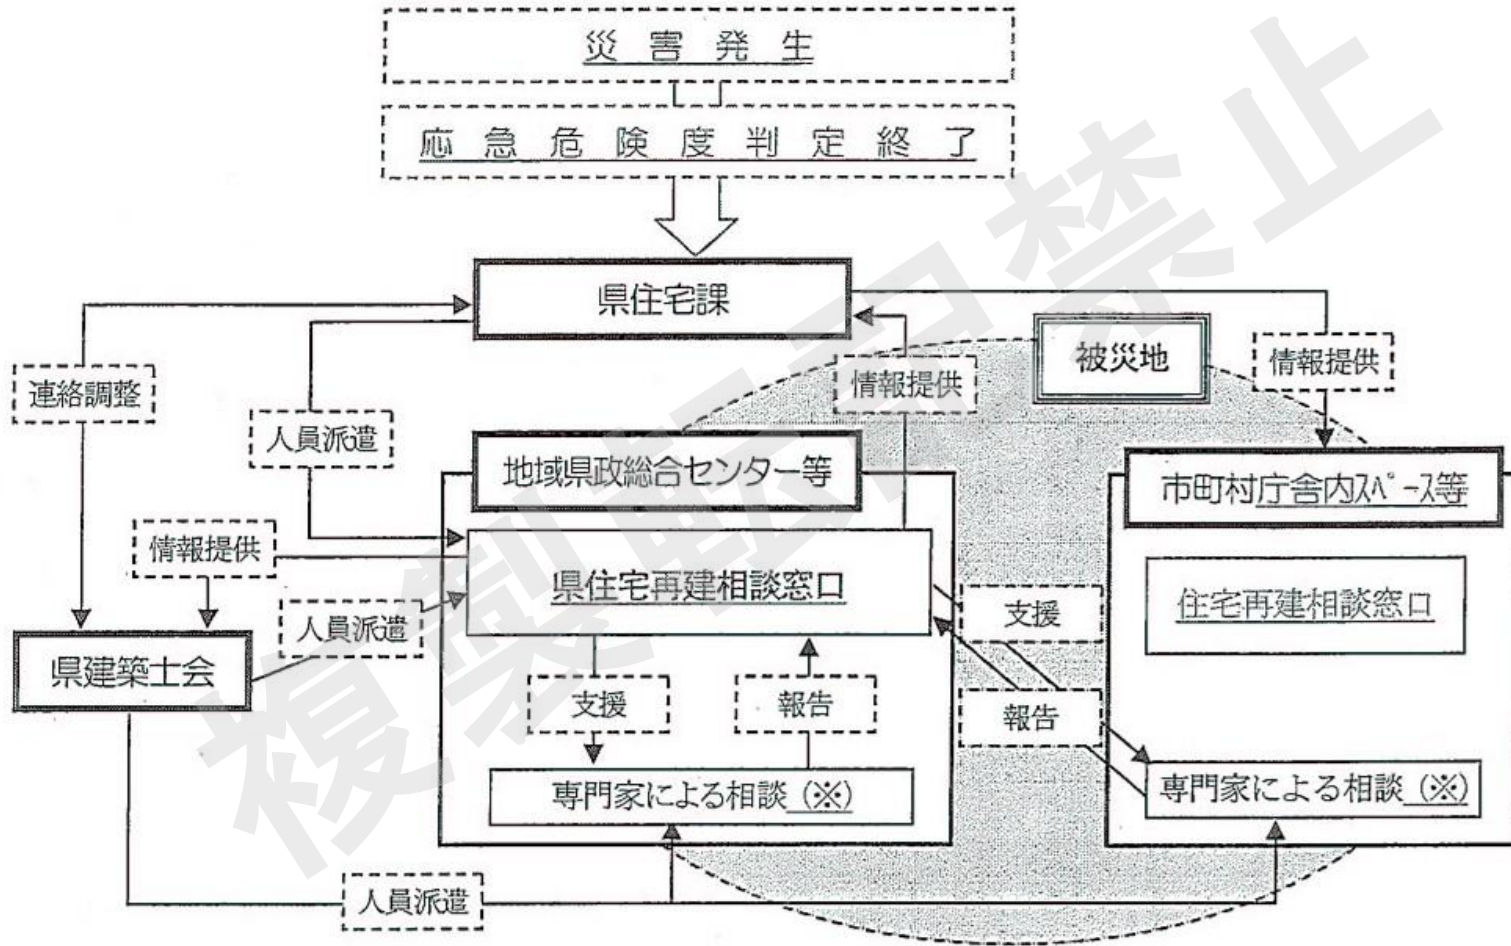 災害発生
応急危険度判定終了
県住宅課
被災地
連絡調整
人員派遣
情報提供
情報提供
地域県政総合センター等
市町村庁舎内スペース等
情報提供
県住宅再建相談窓口
住宅再建相談窓口
人員派遣
支援
県建築士会
支援
報告
報告
専門家による相談(※)
専門家による相談(※)
人員派遣
複製転写禁止